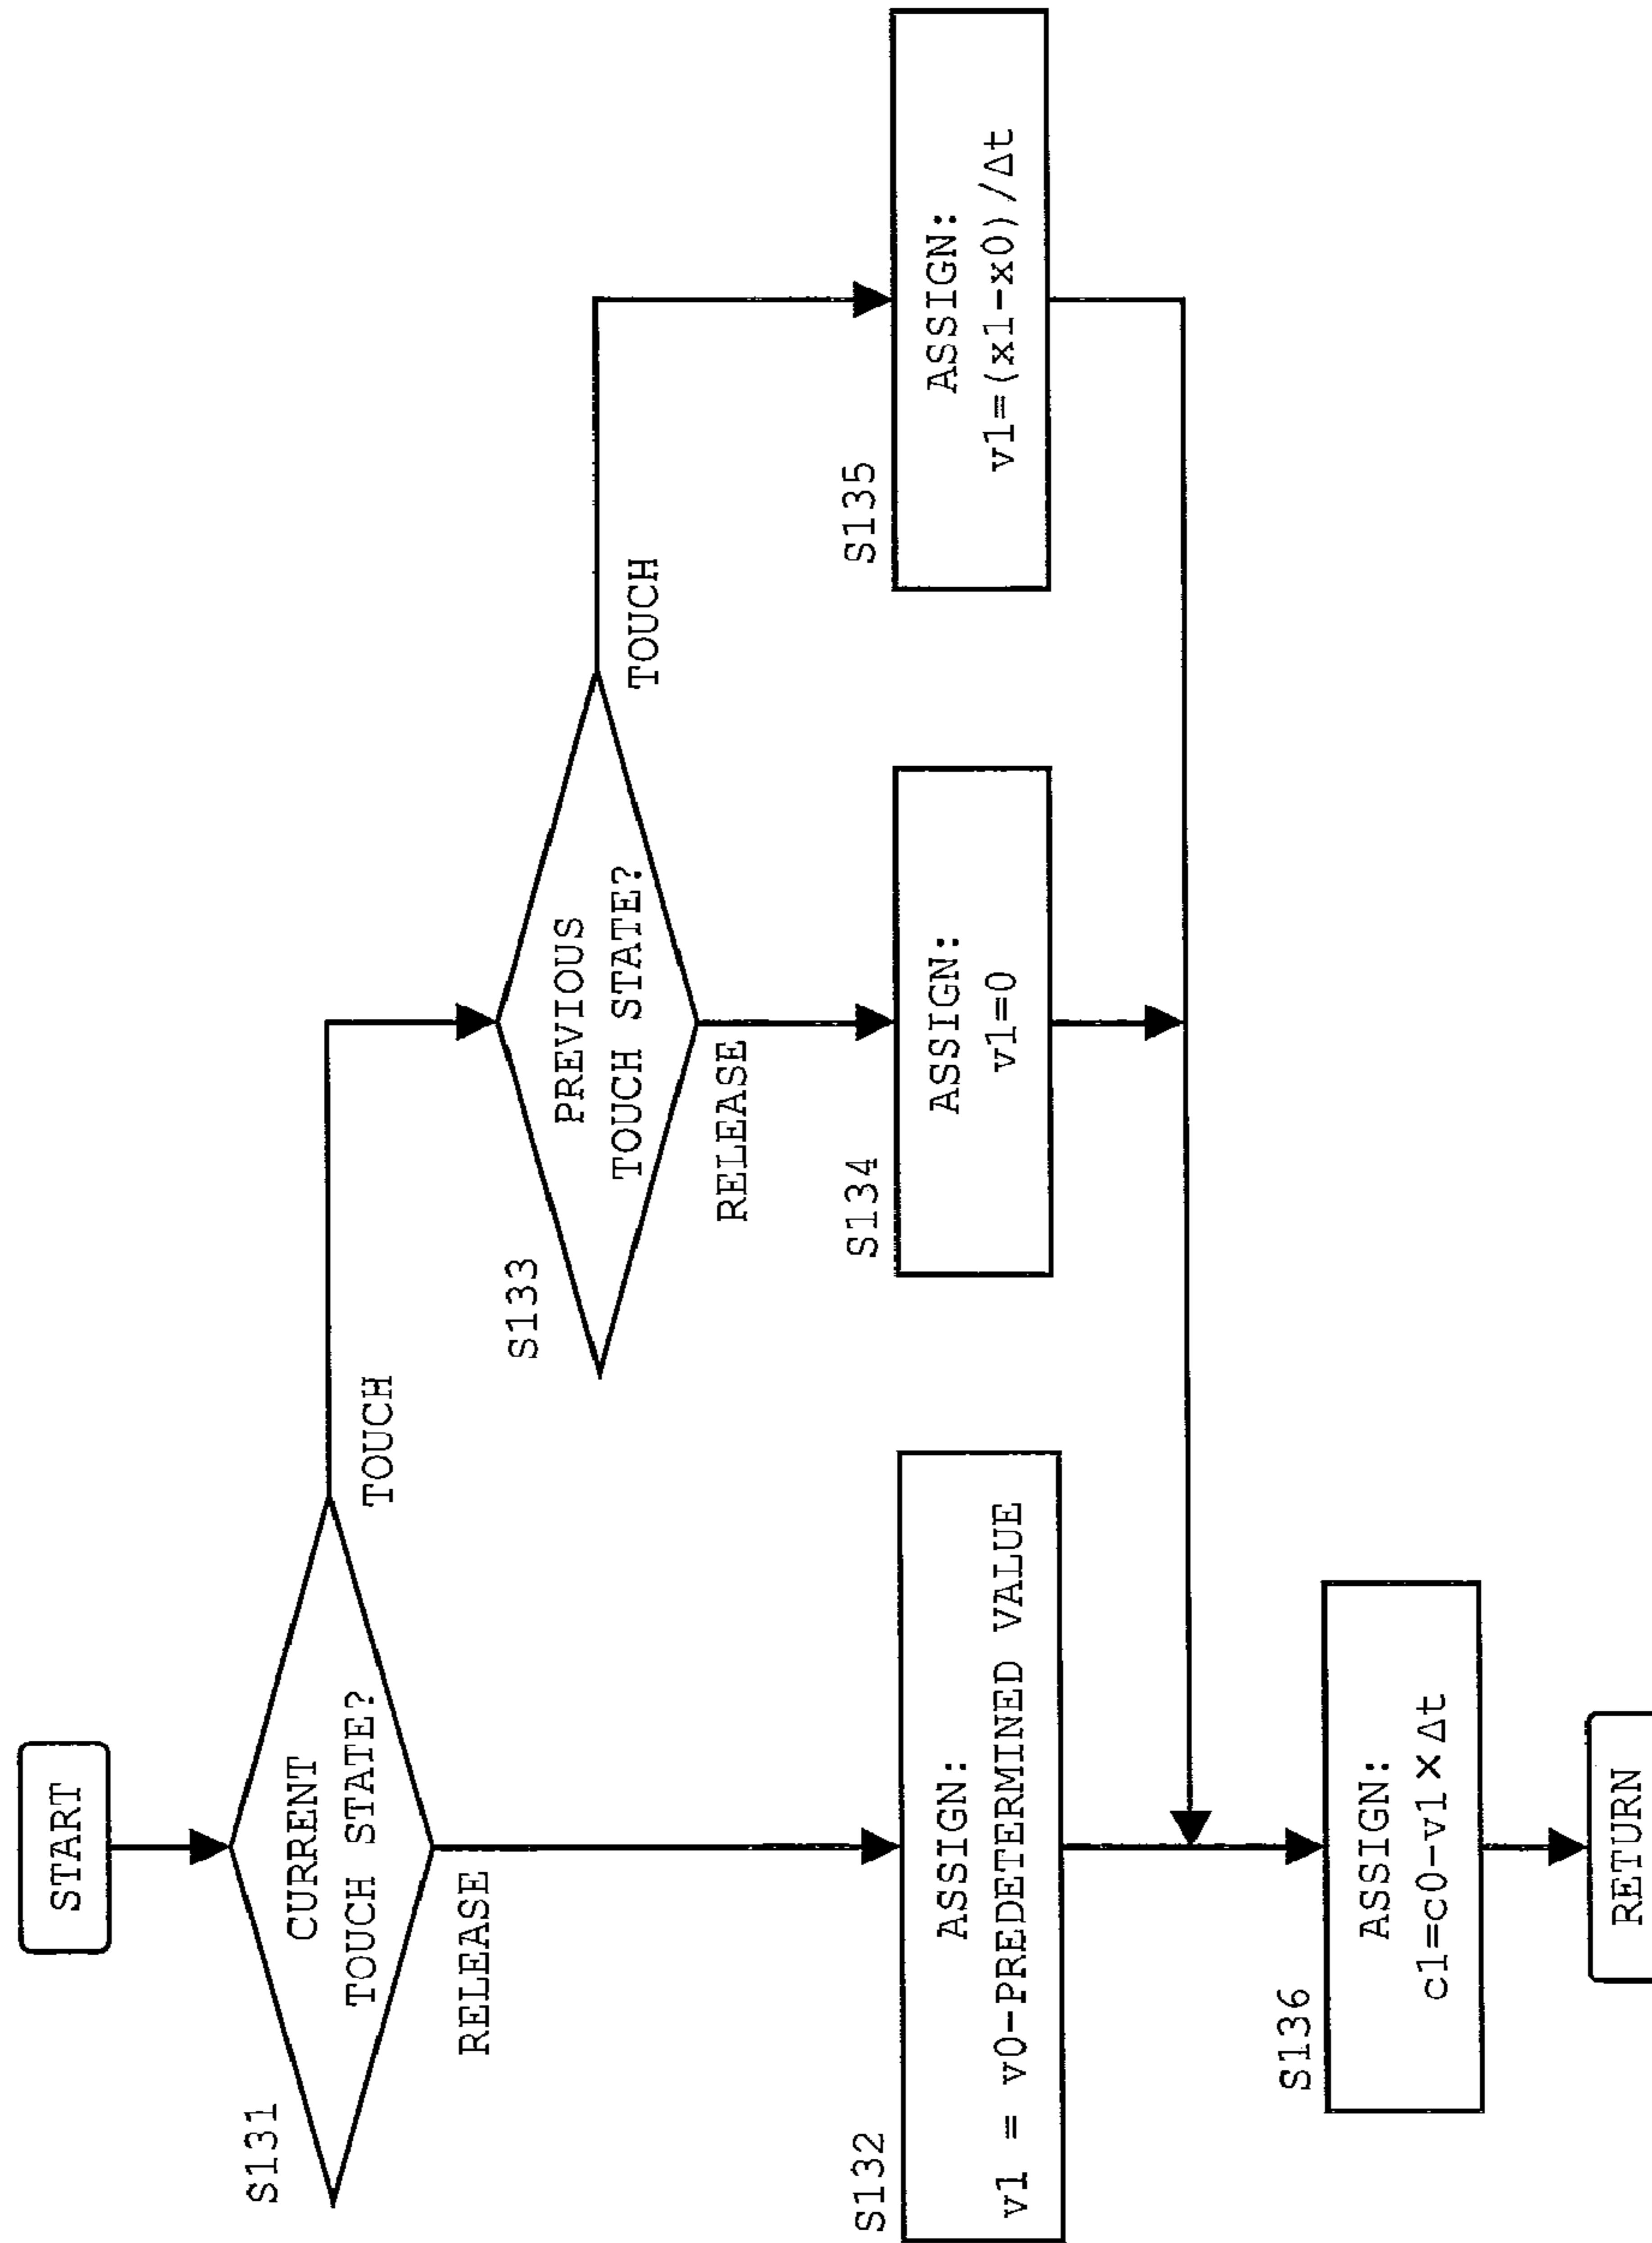 START
S131
CURRENT
TOUCH STATE?
TOUCH
RELEASE
S133
PREVIOUS
TOUCH STATE?
TOUCH
RELEASE
S132
ASSIGN:
v1 = v0-PREDETERMINED VALUE
S134
ASSIGN:
v1=0
S135
ASSIGN:
v1=(x1-x0)/Δt
S136
ASSIGN:
c1=c0-v1×Δt
RETURN